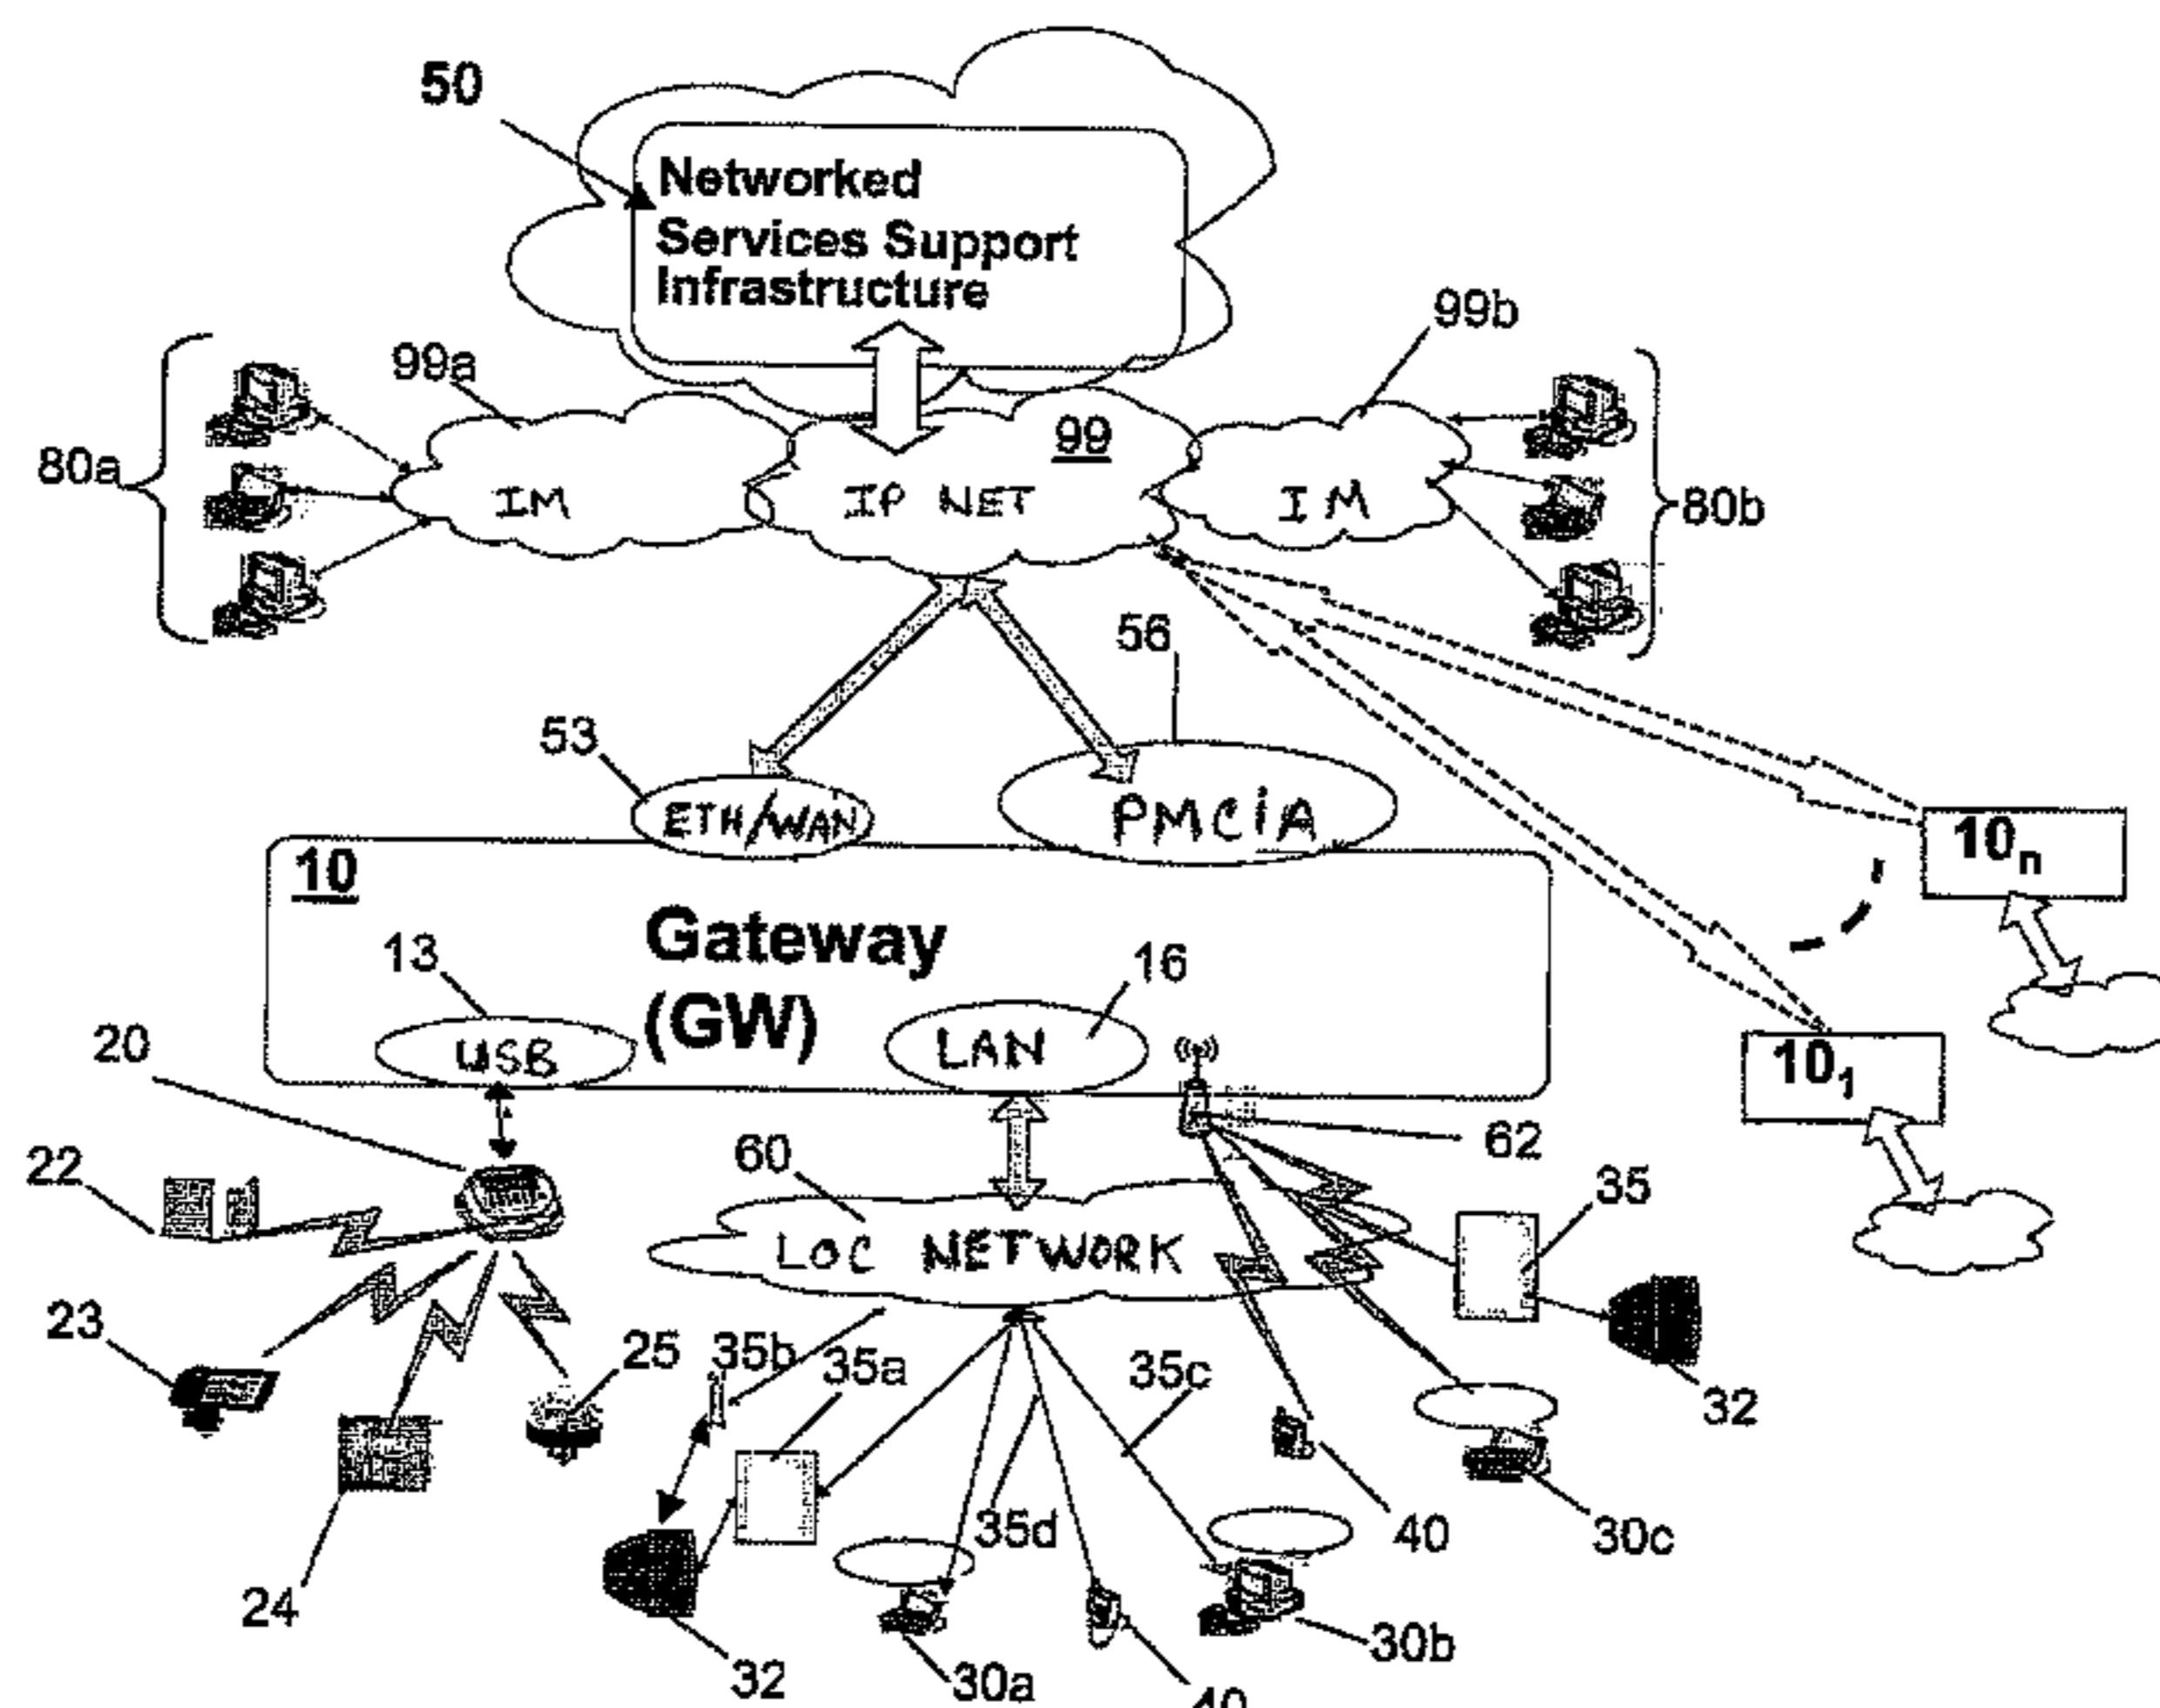 50
Networked
Services Support
Infrastructure
99b
99a
80a
99
IM
IP NET
IM
80b
56
53
ETH/WAN
PMCiA
10
10n
Gateway
(GW)
13
16
USB
LAN
20
101
62
22
60
35
LOC NETWORK
23
25
35b
35a
35c
32
24
35d
40
30c
32
30a
30b
40